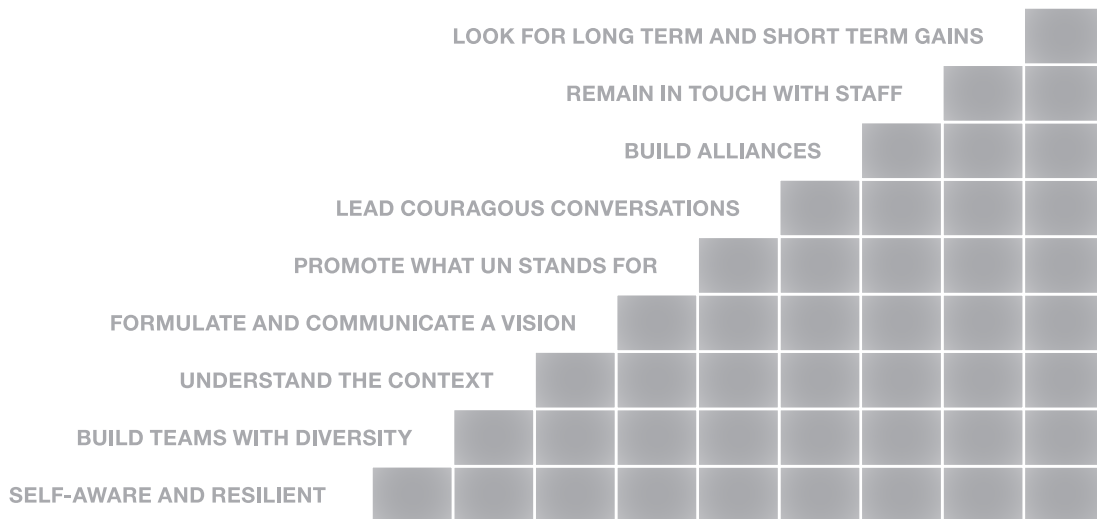 LOOK FOR LONG TERM AND SHORT TERM GAINS
REMAIN IN TOUCH WITH STAFF
BUILD ALLIANCES
LEAD COURAGOUS CONVERSATIONS
PROMOTE WHAT UN STANDS FOR
FORMULATE AND COMMUNICATE A VISION
UNDERSTAND THE CONTEXT
BUILD TEAMS WITH DIVERSITY
SELF-AWARE AND RESILIENT